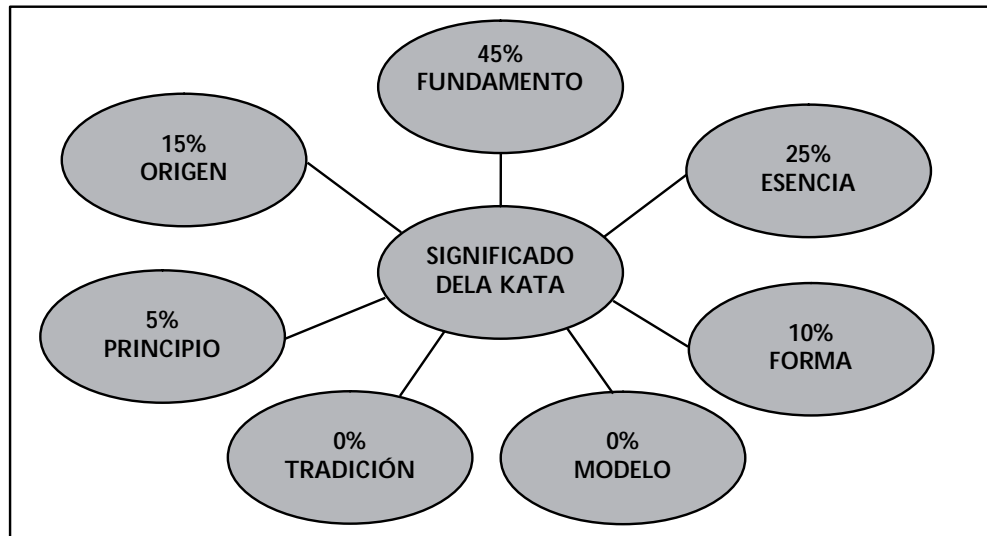 45%
FUNDAMENTO
15%
ORIGEN
25%
ESENCIA
SIGNIFICADO
DELA KATA
5%
PRINCIPIO
10%
FORMA
0%
TRADICIÓN
0%
MODELO